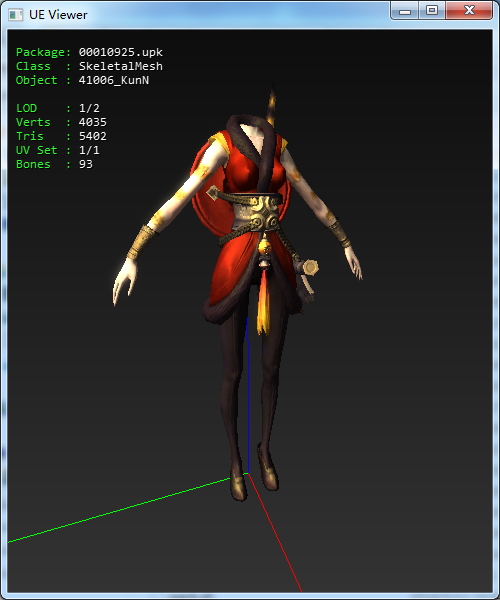 UE Viewer
Package: 00010925.upk
Class : SkeletalMesh
Object : 41006_KunN
LOD : 1/2
Verts : 4035
Tris : 5402
UV Set : 1/1
Bones : 93